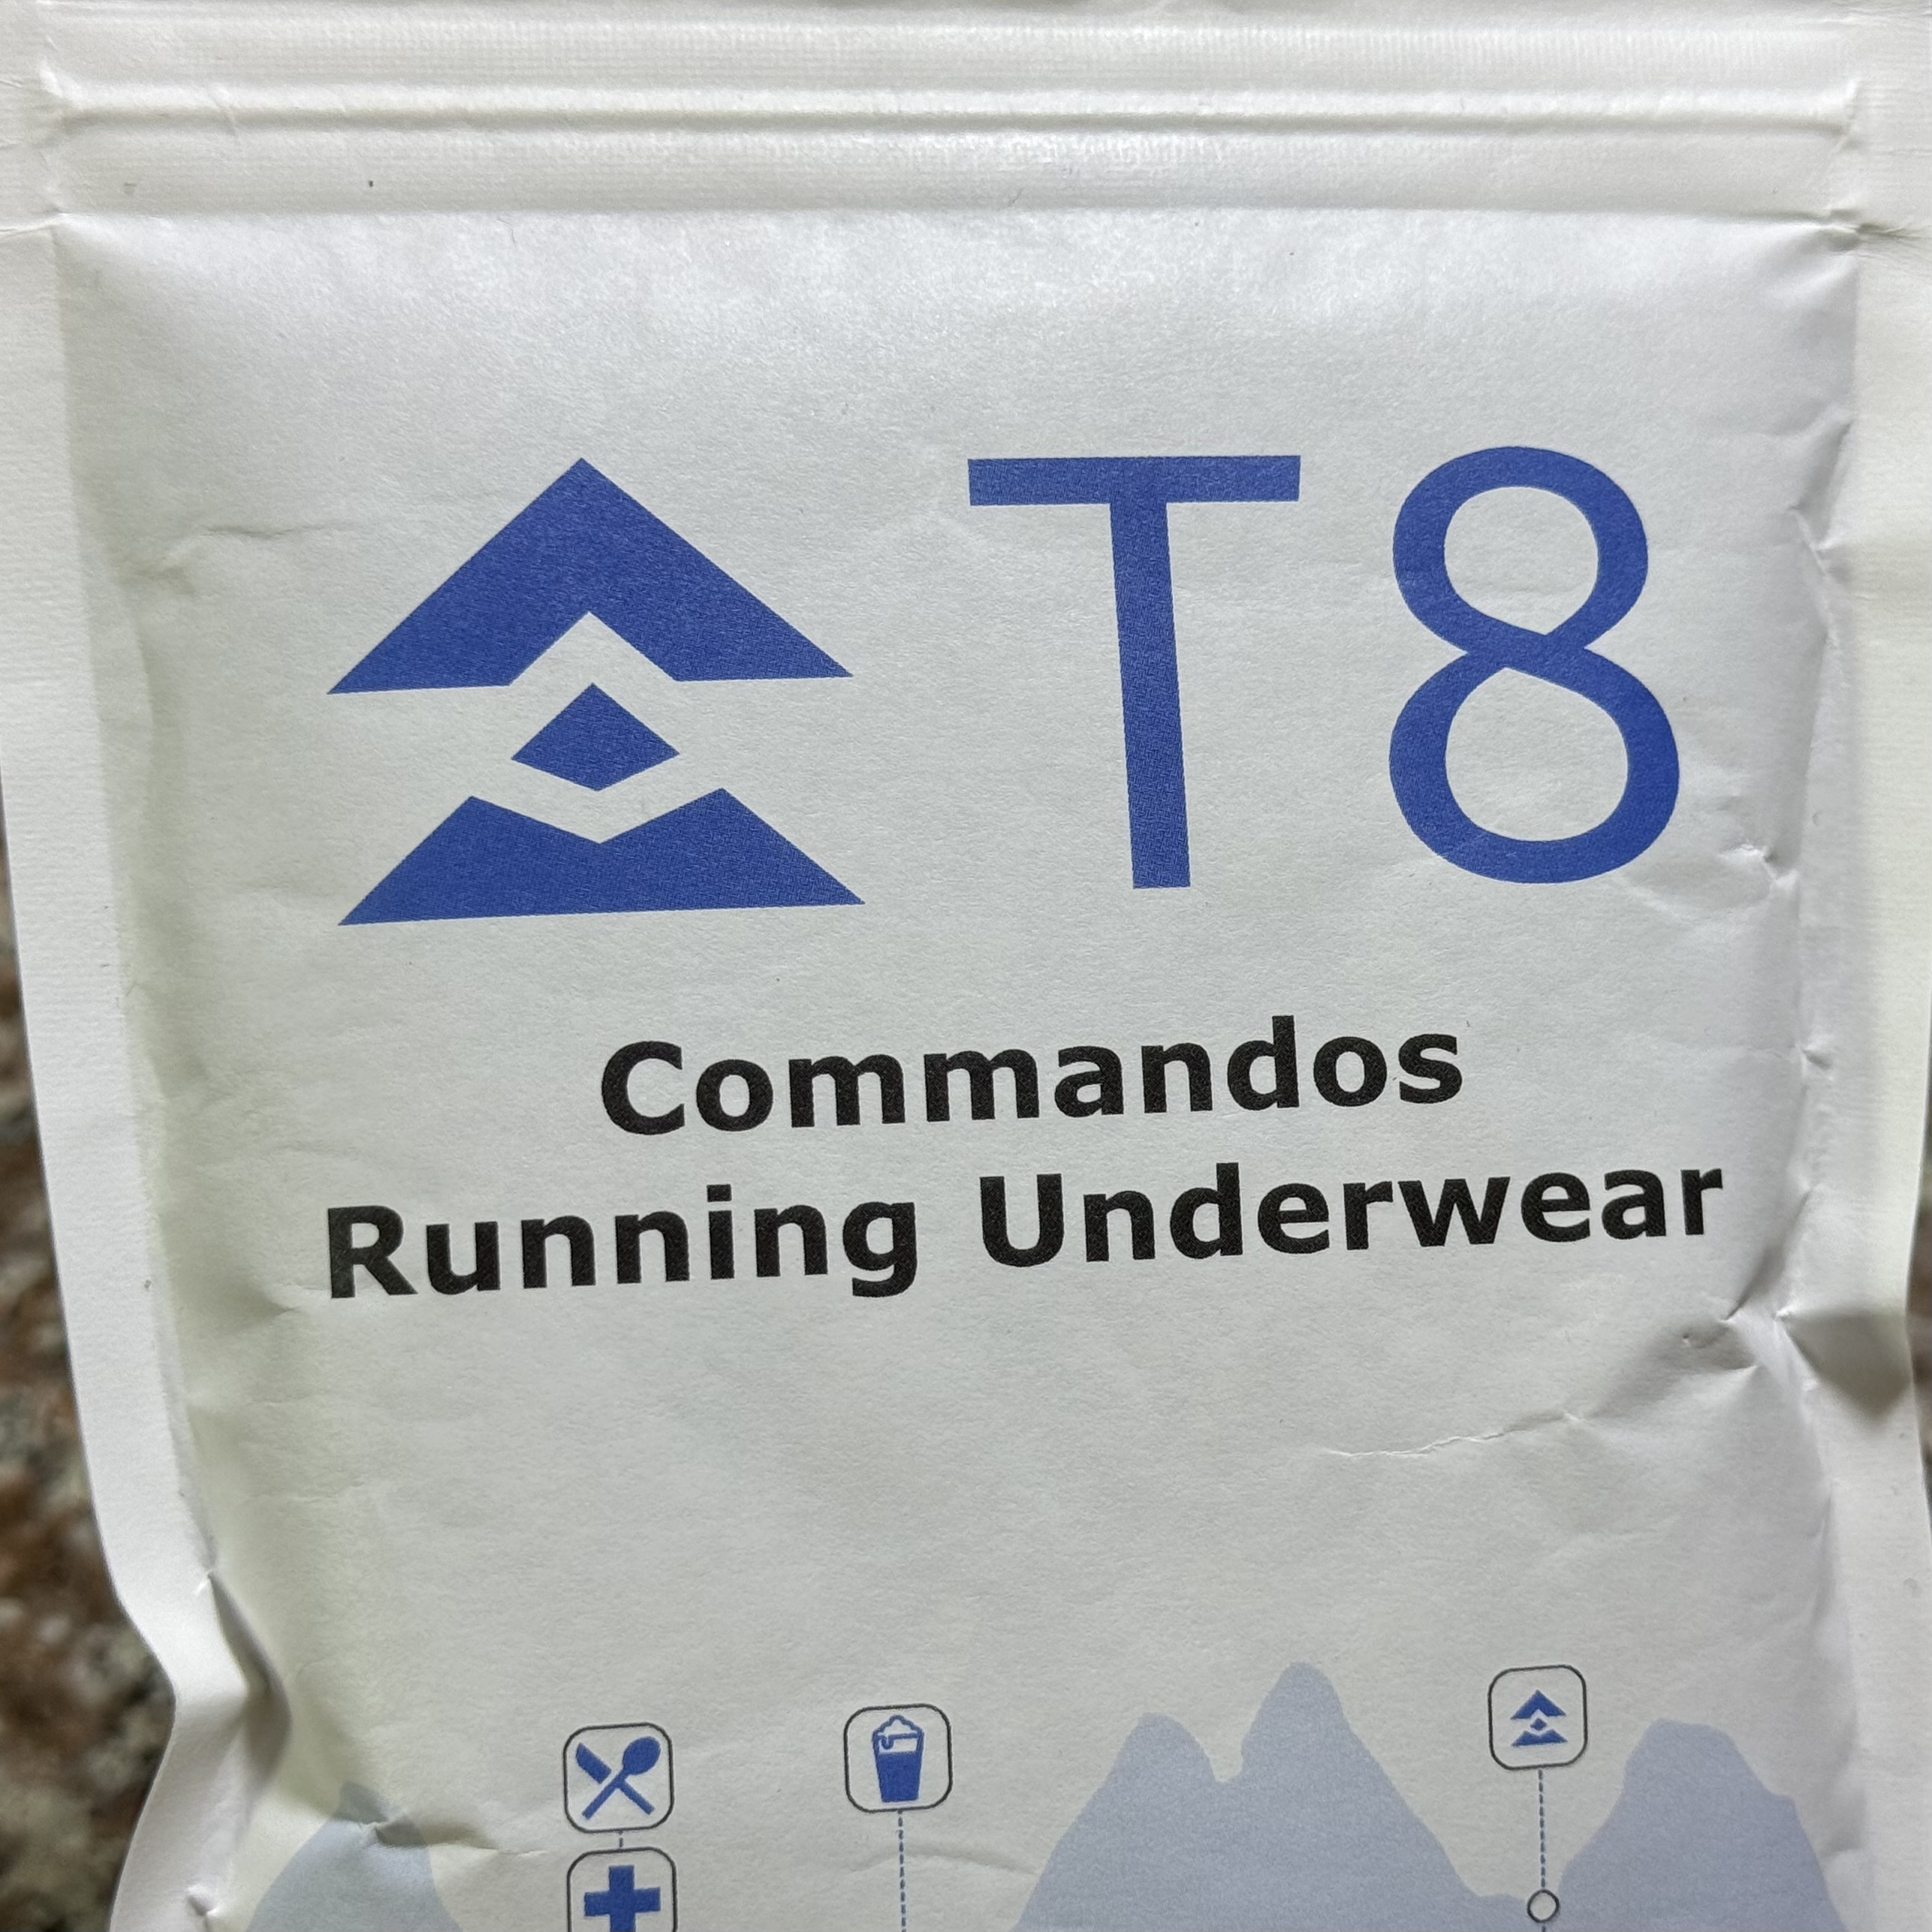 T8
Commandos
Running Underwear